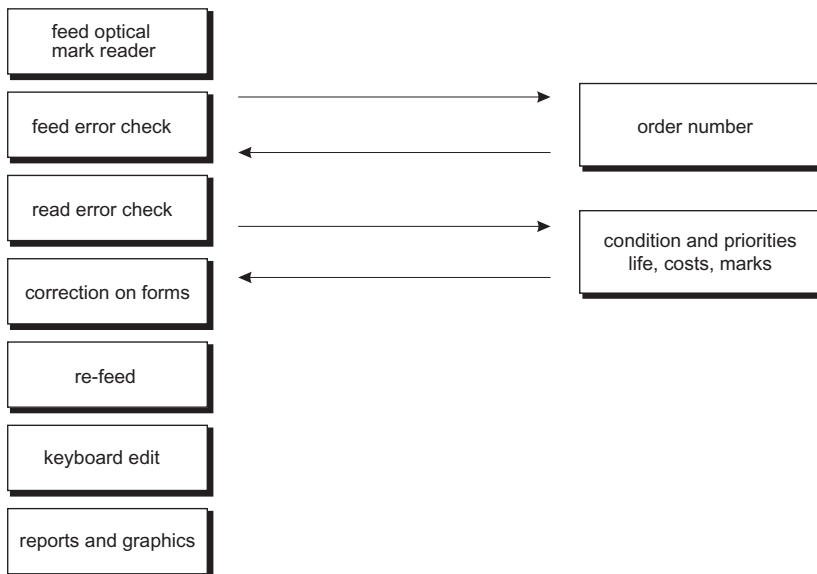 feed optical
mark reader
feed error check
order number
read error check
condition and priorities
life, costs, marks
correction on forms
re-feed
keyboard edit
reports and graphics